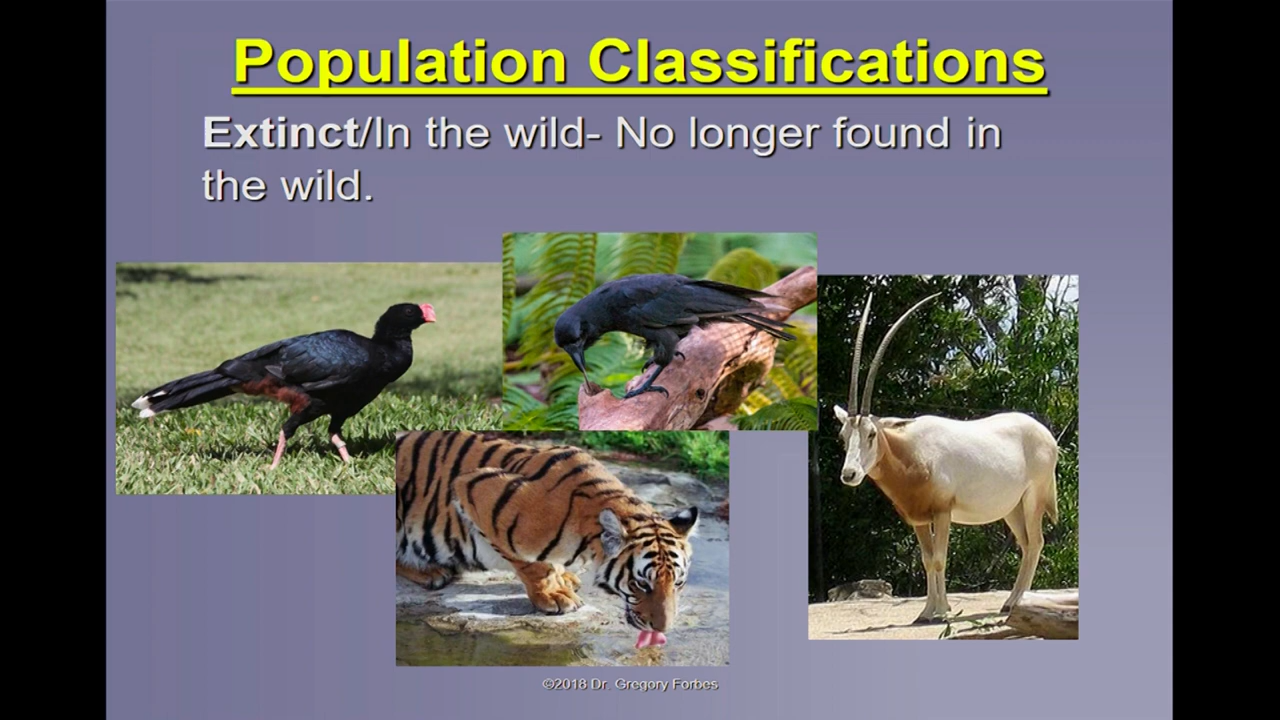 Population Classifications
Extinct/In the wild- No longer found in
the wild.
©2018 Dr. Gregory Forbes